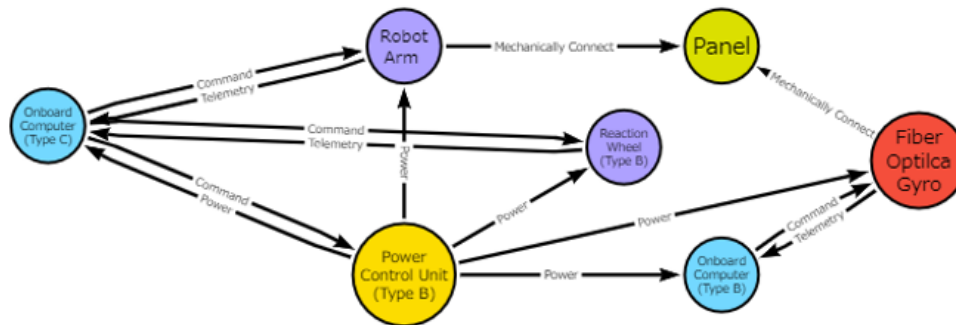 Robot
Arm
Mechanically Connect
Panel
Command
Telemetry
Onboard
Computer
(Type C)
Command
Telemetry
Reaction
Wheel
(Type B)
Mechanically Connect
Fiber
Optilca
Gyro
Power
Command
Power
Power
Power
Command
Telemetry
Power
Control Unit
(Type B)
Power
Onboard
Computer
(Type B)